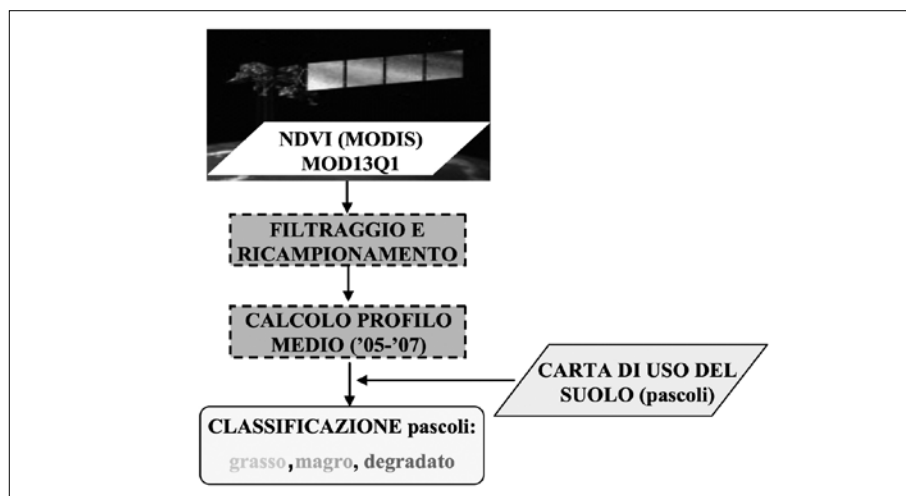 NDVI (MODIS)
MOD13Q1
FILTRAGGIO E
RICAMPIONAMENTO
CALCOLO PROFILO
MEDIO ('05-'07)
CARTA DI USO DEL
SUOLO (pascoli)
CLASSIFICAZIONE pascoli:
grasso, magro, degradato